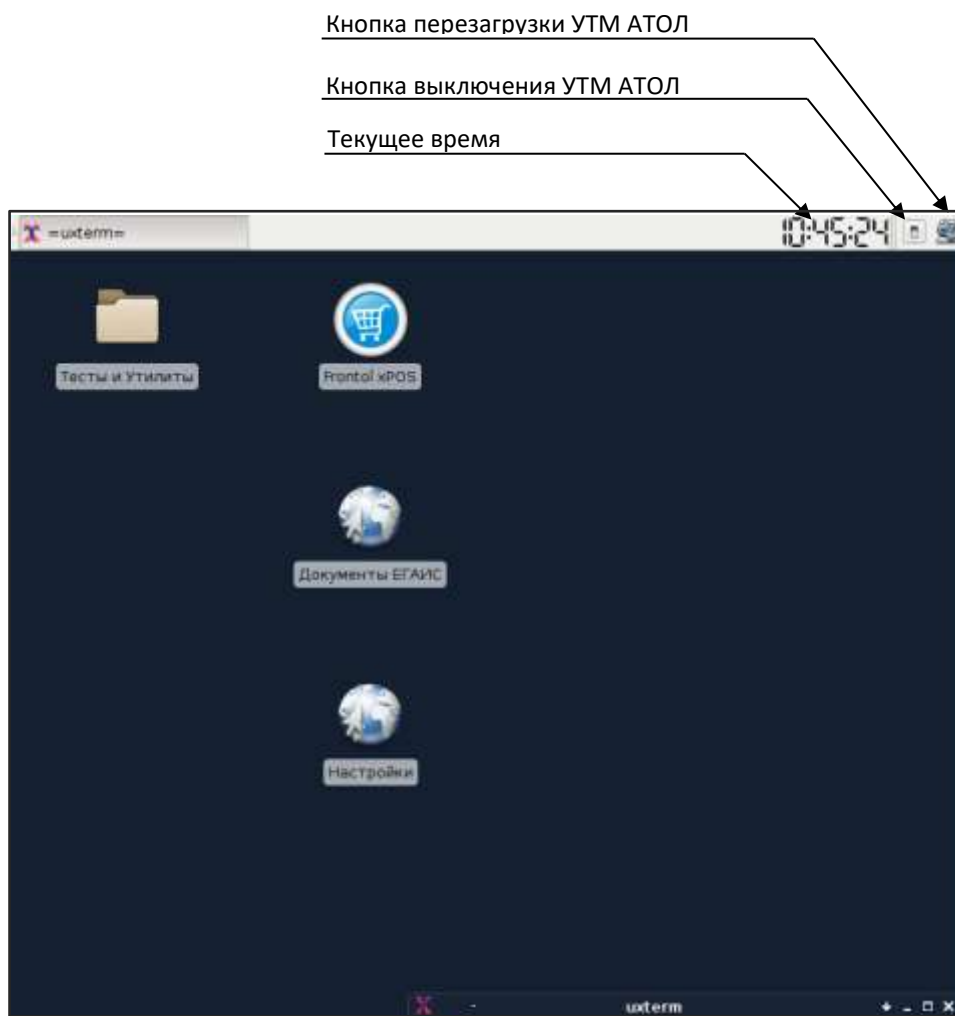 Кнопка перезагрузки УТМ АТОЛ
Кнопка выключения УТМ АТОЛ
Текущее время
=uxterm=
10:45:24
Тесты и Утилиты
Frontol xPOS
Документы ЕГАИС
Настройки
uxterm